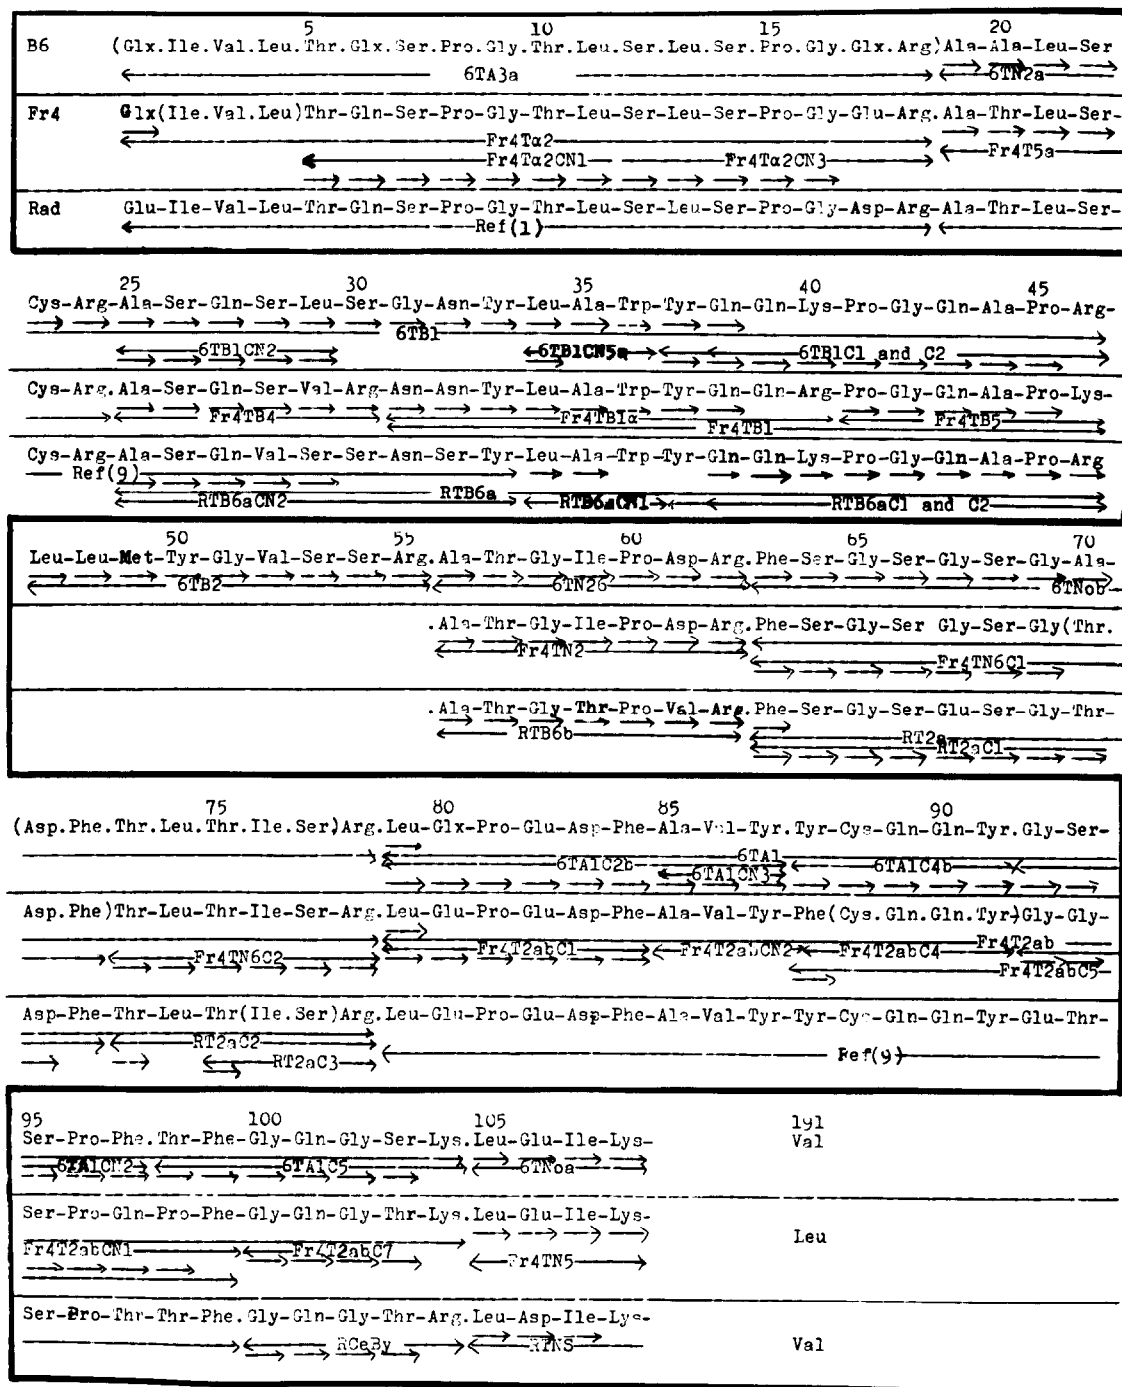 5 10 15 20
B6 (Glx.Ile.Val.Leu.Thr.Glx.Ser.Pro.Gly.Thr.Leu.Ser.Leu.Ser.Pro.Gly.Glx.Arg)Ala-Ala-Leu-Ser
6TA3a 6TN2a
Fr4 Glx(Ile.Val.Leu)Thr-Gln-Ser-Pro-Gly-Thr-Leu-Ser-Leu-Ser-Pro-Gly-Glu-Arg.Ala-Thr-Leu-Ser-
Fr4Tα2 Fr4T5a
Fr4Tα2CN1 Fr4Tα2CN3
Rad Glu-Ile-Val-Leu-Thr-Gln-Ser-Pro-Gly-Thr-Leu-Ser-Leu-Ser-Pro-Gly-Asp-Arg-Ala-Thr-Leu-Ser-
Ref(1)
25 30 35 40 45
Cys-Arg-Ala-Ser-Gln-Ser-Leu-Ser-Gly-Asn-Tyr-Leu-Ala-Trp-Tyr-Gln-Gln-Lys-Pro-Gly-Gln-Ala-Pro-Arg-
6TB1
6TB1CN2 6TB1CN5a 6TB1C1 and C2
Cys-Arg.Ala-Ser-Gln-Ser-Val-Arg-Asn-Asn-Tyr-Leu-Ala-Trp-Tyr-Gln-Gln-Arg-Pro-Gly-Gln-Ala-Pro-Lys-
Fr4TB4 Fr4TB1α Fr4TB1 Fr4TB5
Cys-Arg-Ala-Ser-Gln-Val-Ser-Ser-Asn-Ser-Tyr-Leu-Ala-Trp-Tyr-Gln-Gln-Lys-Pro-Gly-Gln-Ala-Pro-Arg
Ref(9) RTB6a
RTB6aCN2 RTB6aCN1 RTB6aC1 and C2
50 55 60 65 70
Leu-Leu-Met-Tyr-Gly-Val-Ser-Ser-Arg.Ala-Thr-Gly-Ile-Pro-Asp-Arg.Phe-Ser-Gly-Ser-Gly-Ser-Gly-Ala-
6TB2 6TN26 6TNob
.Ala-Thr-Gly-Ile-Pro-Asp-Arg.Phe-Ser-Gly-Ser Gly-Ser-Gly(Thr.
Fr4TN2 Fr4TN6C1
.Ala-Thr-Gly-Thr-Pro-Val-Arg.Phe-Ser-Gly-Ser-Glu-Ser-Gly-Thr-
RTB6b RT2a
RT2aC1
75 80 85 90
(Asp.Phe.Thr.Leu.Thr.Ile.Ser)Arg.Leu-Glx-Pro-Glu-Asp-Phe-Ala-Val-Tyr.Tyr-Cys-Gln-Gln-Tyr.Gly-Ser-
6TA1
6TA1C2b 6TA1CN3 6TA1C4b
Asp.Phe)Thr-Leu-Thr-Ile-Ser-Arg.Leu-Glu-Pro-Glu-Asp-Phe-Ala-Val-Tyr-Phe(Cys.Gln.Gln.Tyr)Gly-Gly-
Fr4T2ab
Fr4TN6C2 Fr4T2abC1 Fr4T2abCN2 Fr4T2abC4 Fr4T2abC5
Asp-Phe-Thr-Leu-Thr(Ile.Ser)Arg.Leu-Glu-Pro-Glu-Asp-Phe-Ala-Val-Tyr-Tyr-Cys-Gln-Gln-Tyr-Glu-Thr-
RT2aC2
RT2aC3 Ref(9)
95 100 105 191
Ser-Pro-Phe.Thr-Phe-Gly-Gln-Gly-Ser-Lys.Leu-Glu-Ile-Lys- Val
6TA1CN2 6TA1C5 6TNoa
Ser-Pro-Gln-Pro-Phe-Gly-Gln-Gly-Thr-Lys.Leu-Glu-Ile-Lys- Leu
Fr4T2abCN1 Fr4T2abC7 Fr4TN5
Ser-Pro-Thr-Thr-Phe.Gly-Gln-Gly-Thr-Arg.Leu-Asp-Ile-Lys- Val
RCeBy RTNS